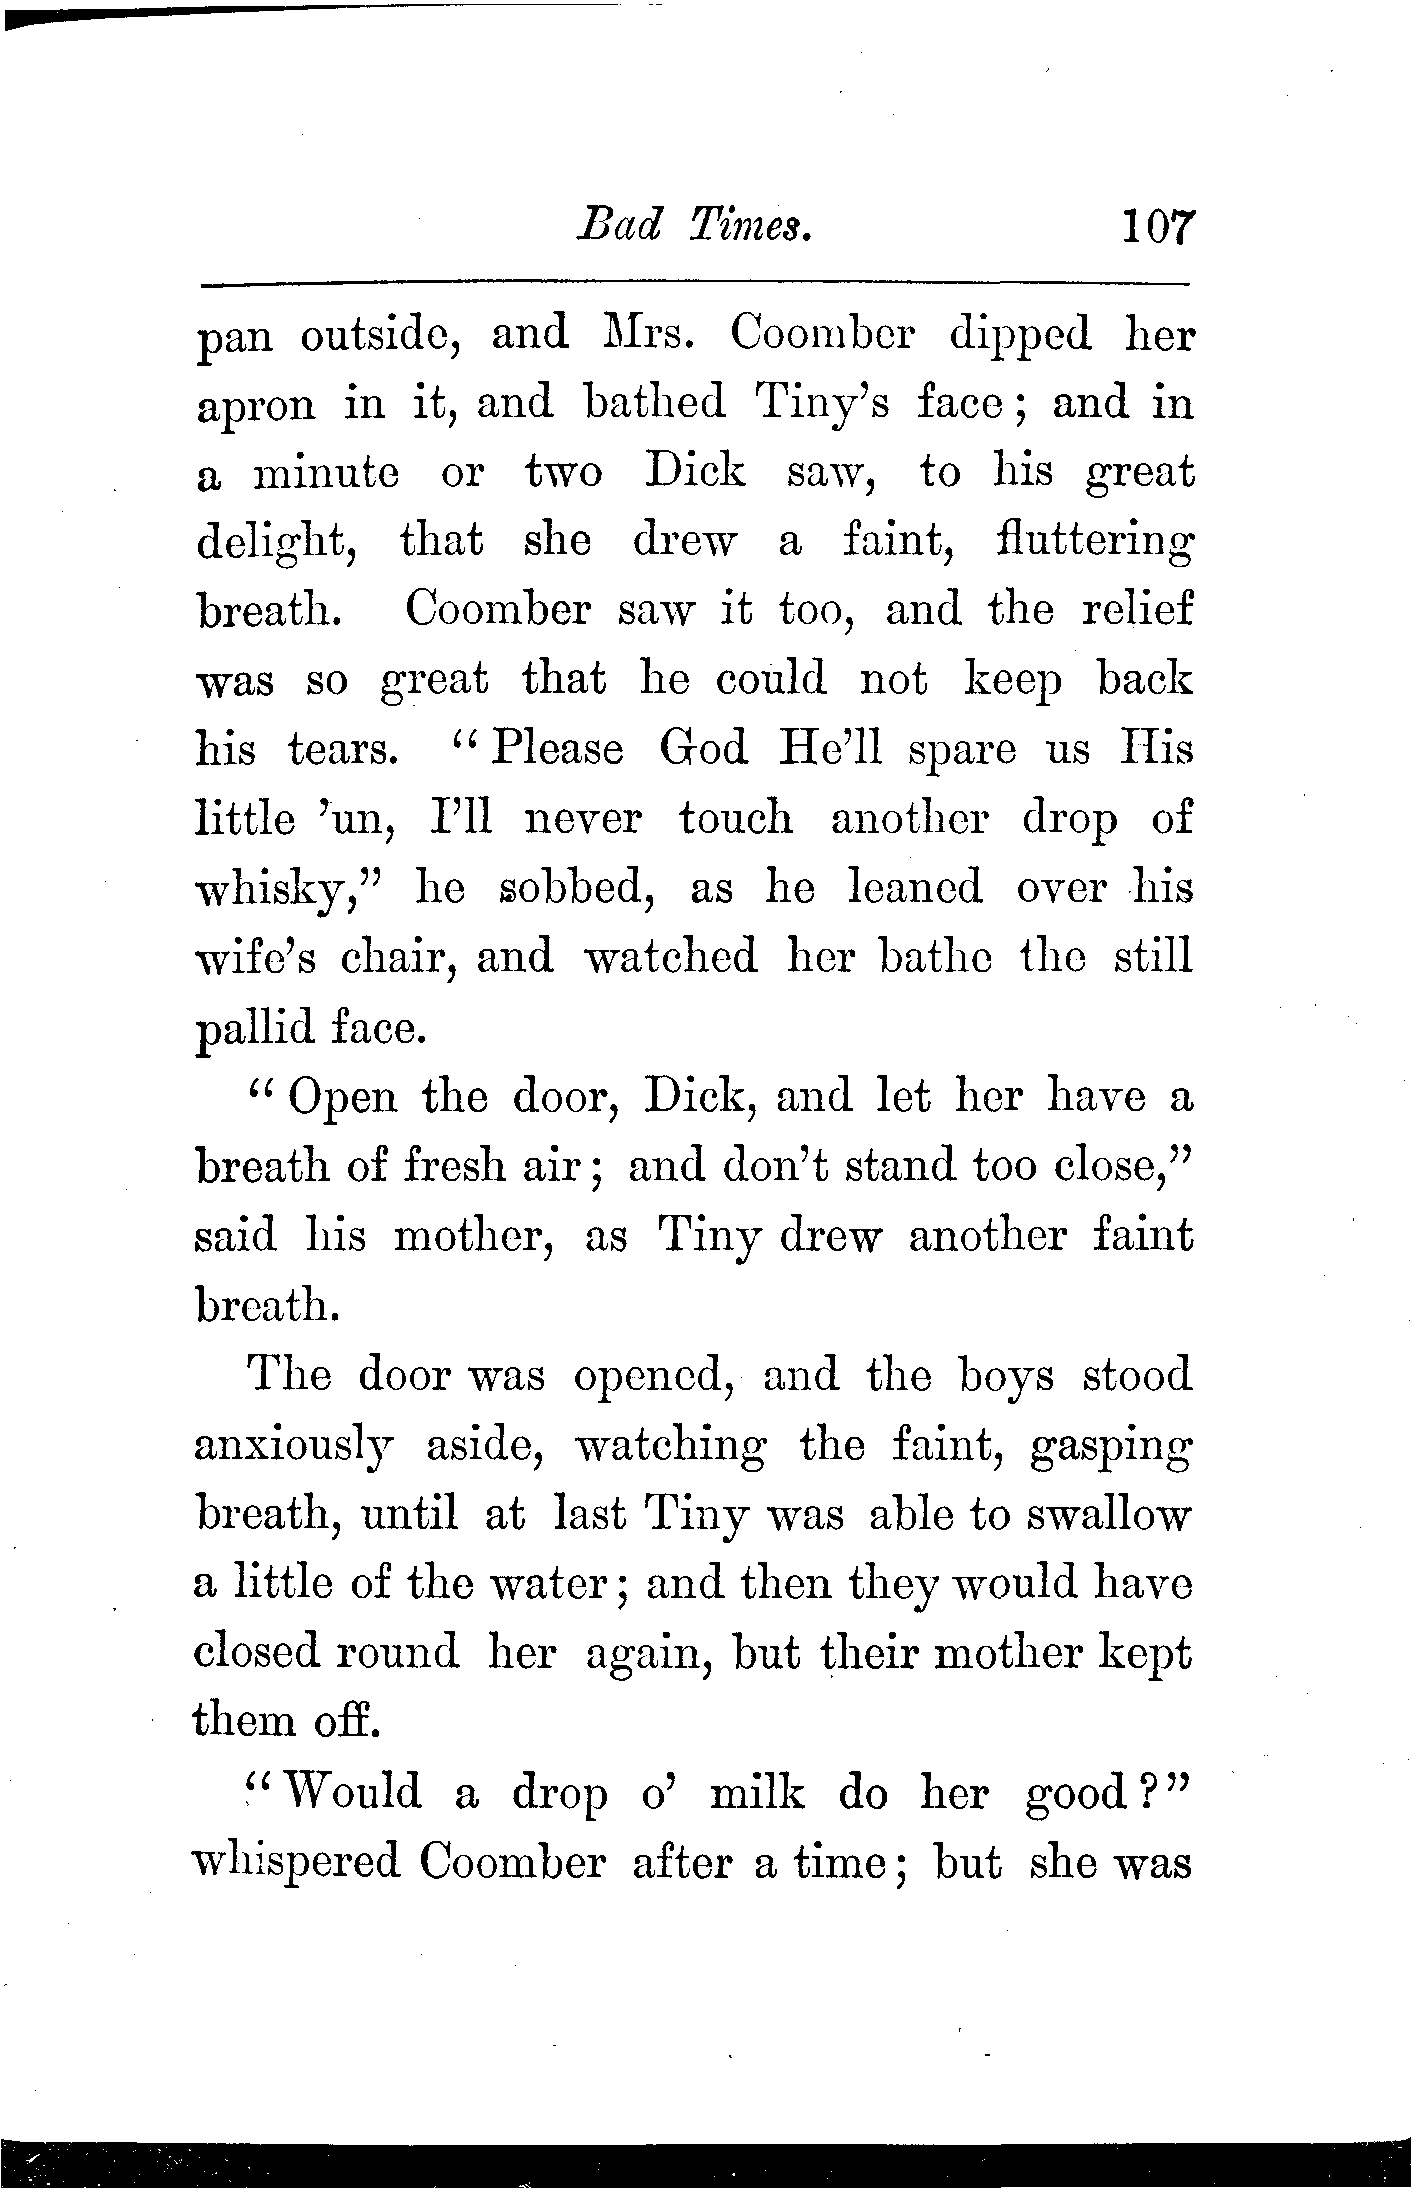 Bad Times. 107
pan outside, and Mrs. Coomber dipped her
apron in it, and bathed Tiny's face; and in
a minute or two Dick saw, to his great
delight, that she drew a faint, fluttering
breath. Coomber saw it too, and the relief
was so great that he could not keep back
his tears. "Please God He'll spare us His
little 'un, I'll never touch another drop of
whisky," he sobbed, as he leaned over his
wife's chair, and watched her bathe the still
pallid face.
"Open the door, Dick, and let her have a
breath of fresh air; and don't stand too close,"
said his mother, as Tiny drew another faint
breath.
The door was opened, and the boys stood
anxiously aside, watching the faint, gasping
breath, until at last Tiny was able to swallow
a little of the water; and then they would have
closed round her again, but their mother kept
them off.
"Would a drop o' milk do her good?"
whispered Coomber after a time; but she was